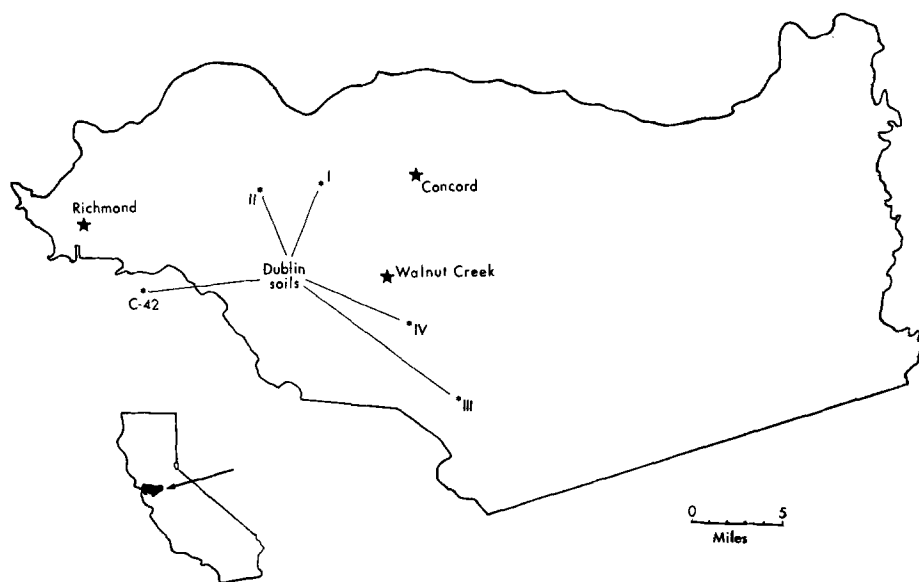 I
II
Concord
Richmond
Dublin
soils
Walnut Creek
C-42
IV
III
0 5
Miles